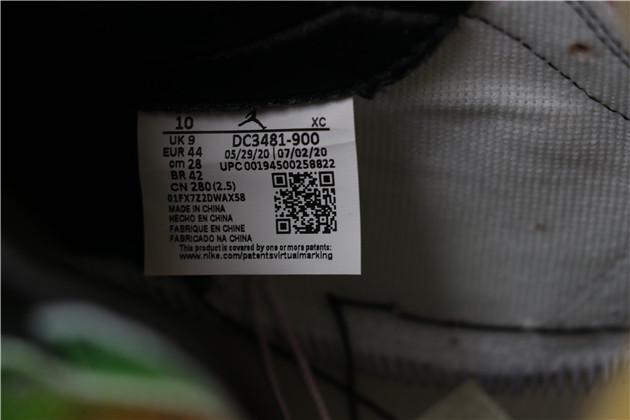 10 XC
UK 9 DC3481-900
EUR 44 05/29/20 | 07/02/20
cm 28 UPC 00194500258822
BR 42
CN 280 (2.5)
01FX7Z2DWAX58
MADE IN CHINA
HECHO EN CHINA
FABRIQUE EN CHINE
FABRICADO NA CHINA
This product is covered by one or more patents:
www.nike.com/patentsvirtualmarking